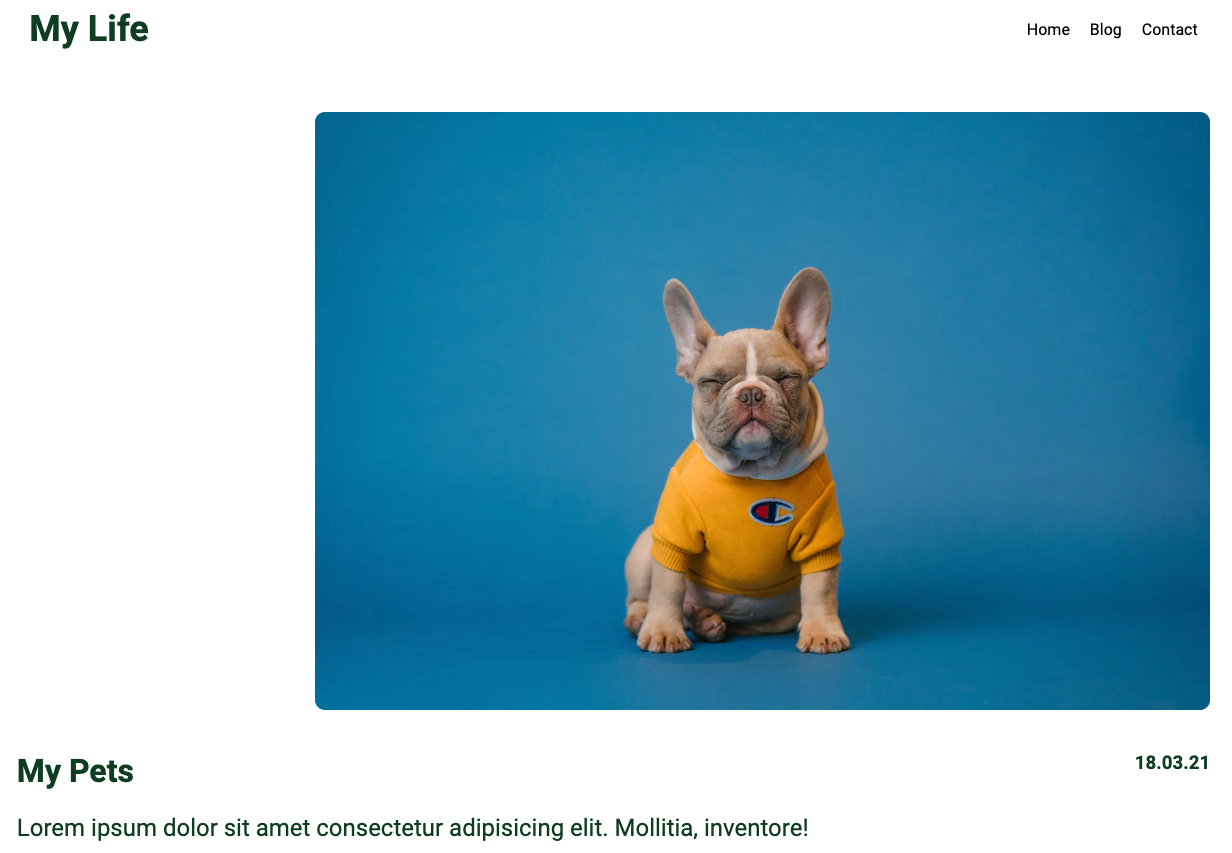 My Life
Home Blog Contact
My Pets
18.03.21
Lorem ipsum dolor sit amet consectetur adipisicing elit. Mollitia, inventore!